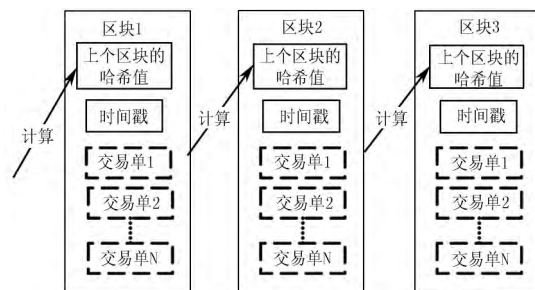 区块1
上个区块的
哈希值
时间戳
计算
交易单1
交易单2
交易单N
区块2
上个区块的
哈希值
时间戳
计算
交易单1
交易单2
交易单N
区块3
上个区块的
哈希值
时间戳
计算
交易单1
交易单2
交易单N